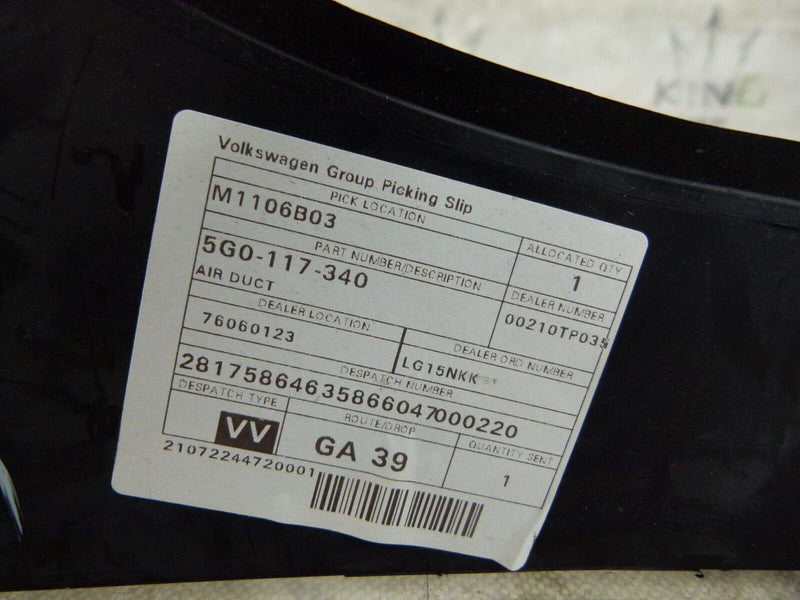 KIND
Volkswagen Group Picking Slip
PICK LOCATION
M1106B03
ALLOCATED QTY
1
PART NUMBER/DESCRIPTION
5G0-117-340
AIR DUCT
DEALER NUMBER
00210TP035
DEALER LOCATION
76060123
DEALER ORD NUMBER
LG15NKK
DESPATCH NUMBER
28175864635866047000220
DESPATCH TYPE
VV
ROUTE/DROP
GA 39
QUANTITY SENT
1
21072244720001